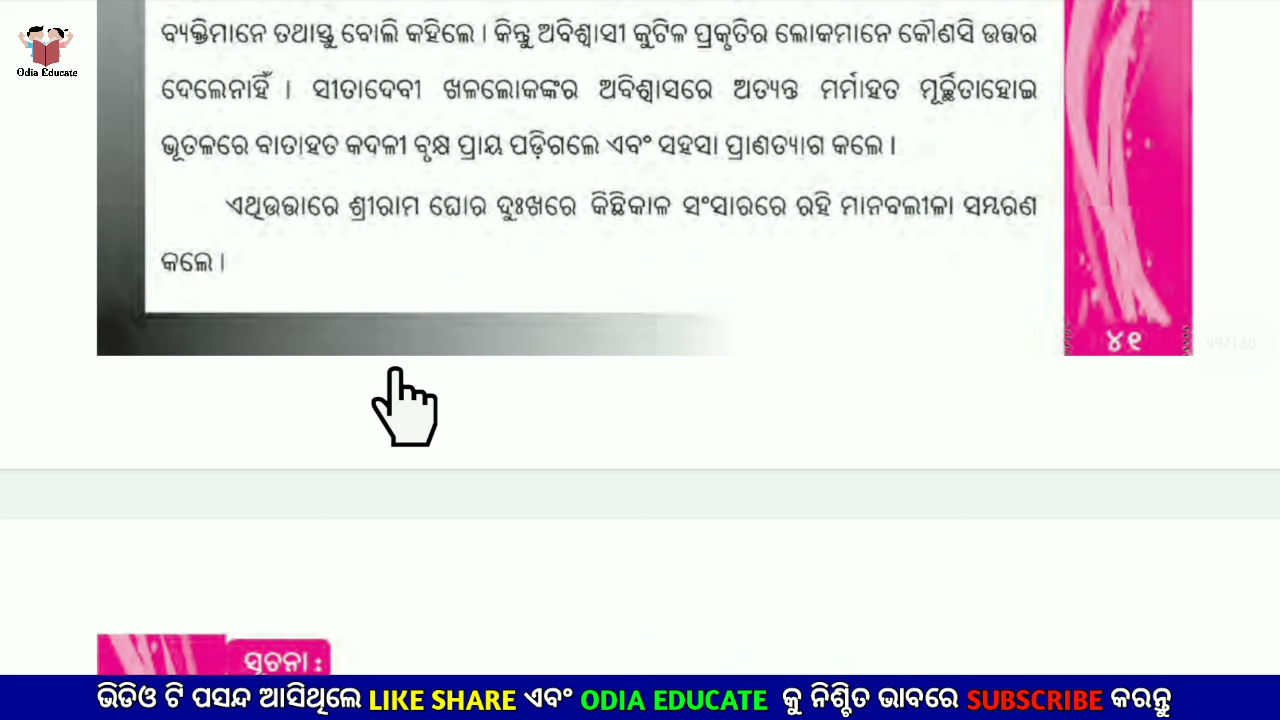 Odia Educate
ବ୍ୟକ୍ତିମାନେ ତଥାସ୍ତୁ ବୋଲି କହିଲେ । କିନ୍ତୁ ଅବିଶ୍ୱାସୀ କୁଟିଳ ପ୍ରକୃତିର ଲୋକମାନେ କୌଣସି ଉତ୍ତର
ଦେଲେନାହିଁ । ସୀତାଦେବୀ ଖଳଲୋକଙ୍କର ଅବିଶ୍ୱାସରେ ଅତ୍ୟନ୍ତ ମର୍ମାହତ ମୂର୍ଚ୍ଛିତାହୋଇ
ଭୂତଳରେ ବାତାହତ କଦଳୀ ବୃକ୍ଷ ପ୍ରାୟ ପଡ଼ିଗଲେ ଏବଂ ସହସା ପ୍ରାଣତ୍ୟାଗ କଲେ ।
ଏଥିଉତ୍ତାରେ ଶ୍ରୀରାମ ଘୋର ଦୁଃଖରେ କିଛିକାଳ ସଂସାରରେ ରହି ମାନବଲୀଳା ସମ୍ବରଣ
କଲେ ।
୪୧
49/160
ସୂଚନା :
ଭିଡିଓ ଟି ପସନ୍ଦ ଆସିଥିଲେ LIKE SHARE ଏବଂ ODIA EDUCATE କୁ ନିଶ୍ଚିତ ଭାବରେ SUBSCRIBE କରନ୍ତୁ